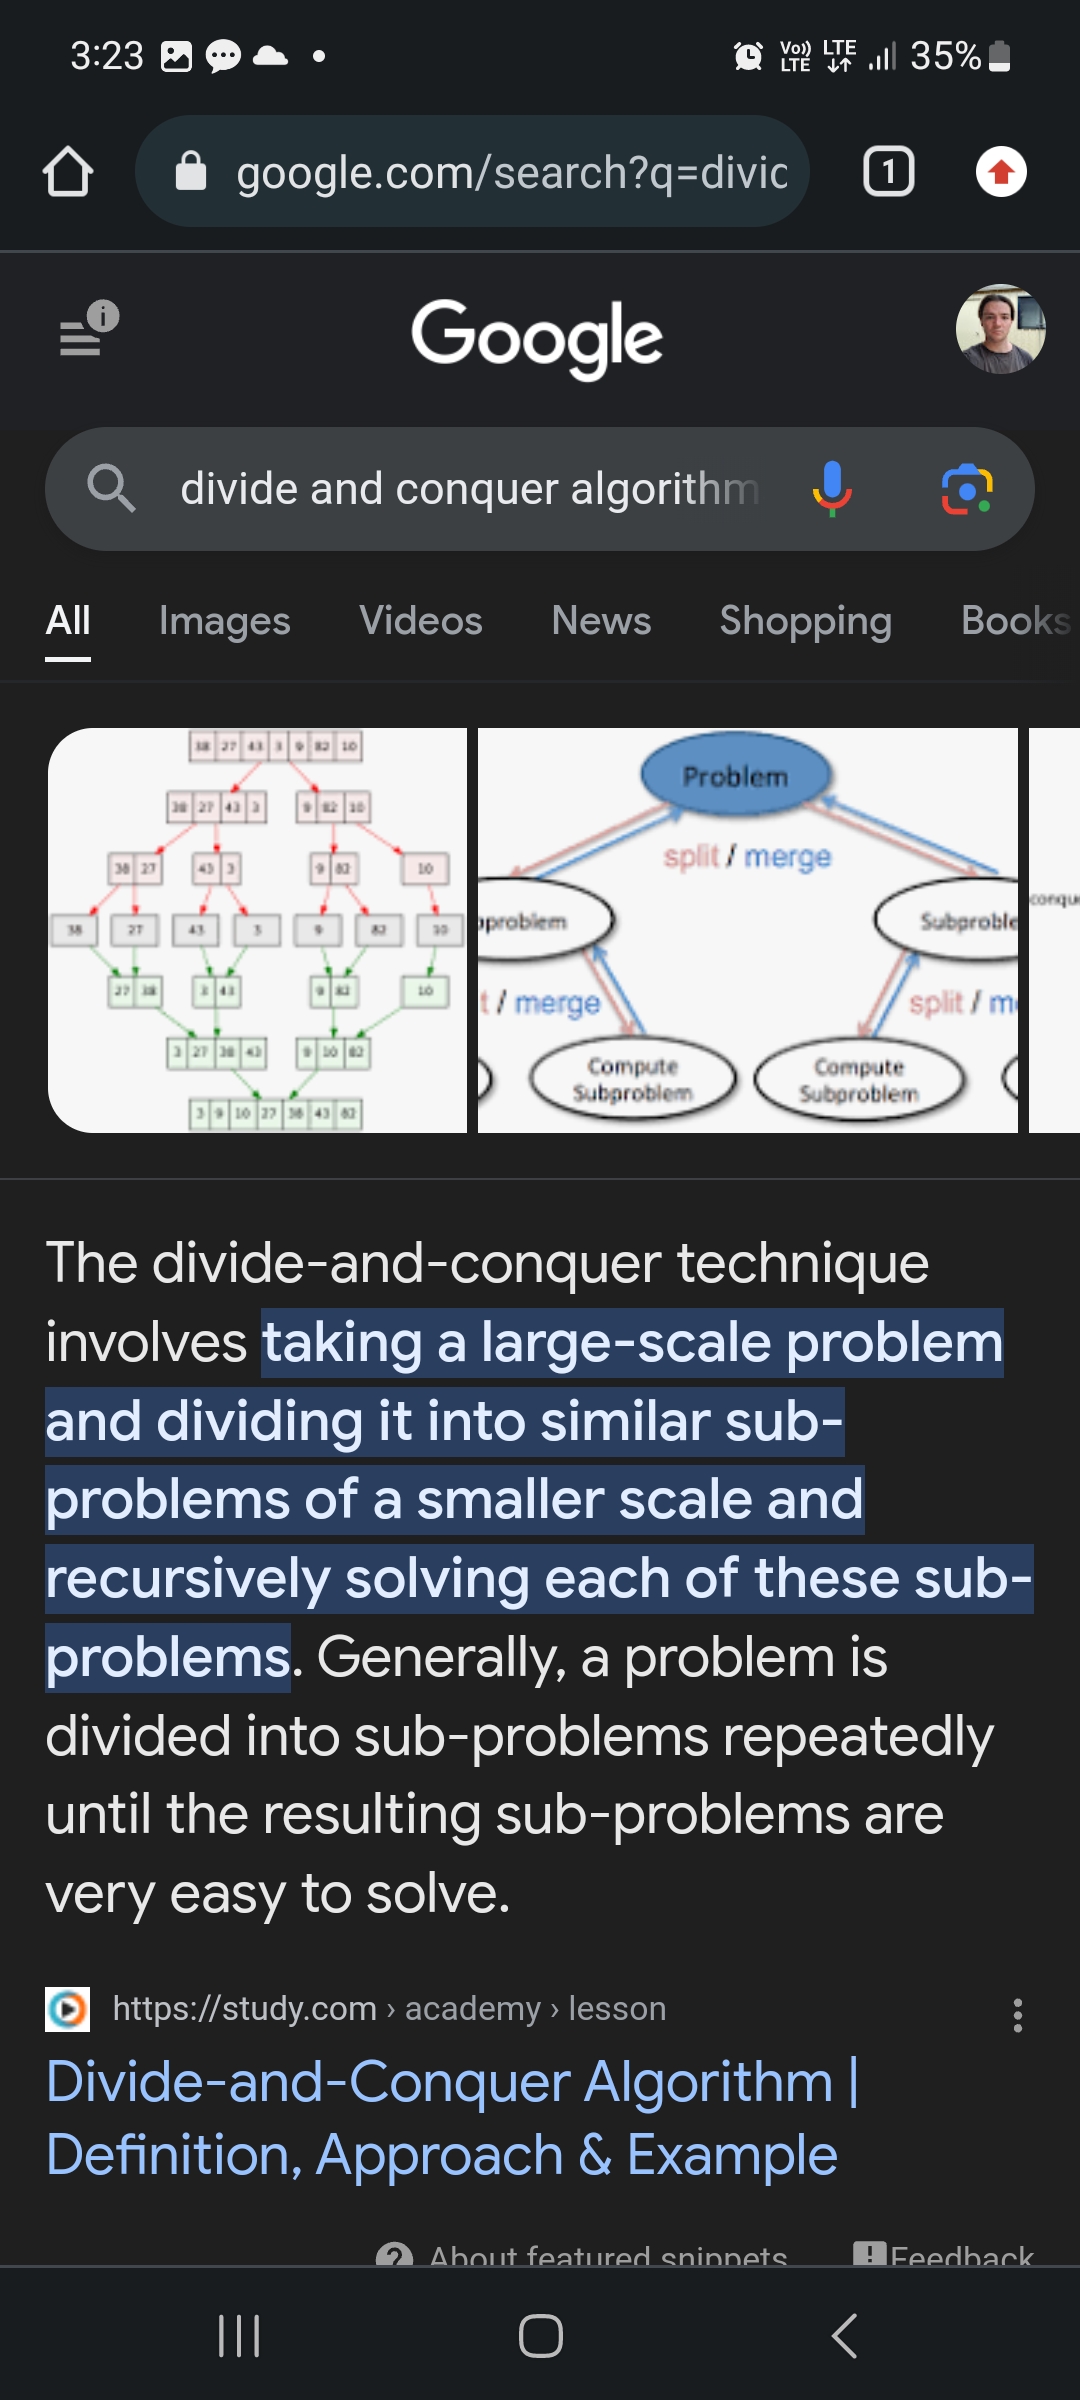 3:23
Vo)) LTE LTE 35%
google.com/search?q=divic
1
Google
divide and conquer algorithm
All Images Videos News Shopping Books
38 27 43 3 9 82 10
38 27 43 3 9 82 10
38 27 43 3 9 82 10
38 27 43 3 9 82 10
27 38 3 43 9 82 10
3 27 38 43 9 10 82
3 9 10 27 38 43 82
Problem
split / merge
pproblem Subproble
t / merge split / m
Compute Compute
Subproblem Subproblem
conqu
The divide-and-conquer technique
involves taking a large-scale problem
and dividing it into similar sub-
problems of a smaller scale and
recursively solving each of these sub-
problems. Generally, a problem is
divided into sub-problems repeatedly
until the resulting sub-problems are
very easy to solve.
https://study.com › academy › lesson
Divide-and-Conquer Algorithm |
Definition, Approach & Example
About featured snippets Feedback